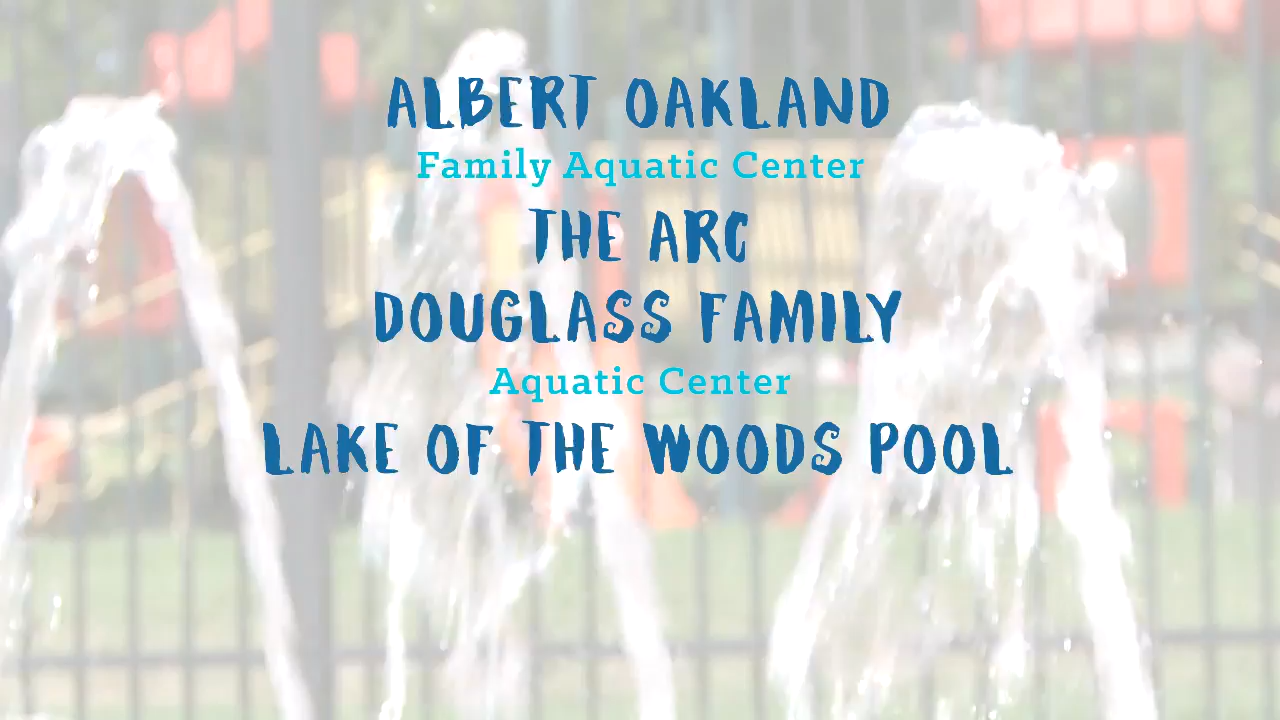 ALBERT OAKLAND
Family Aquatic Center
THE ARC
DOUGLASS FAMILY
Aquatic Center
LAKE OF THE WOODS POOL